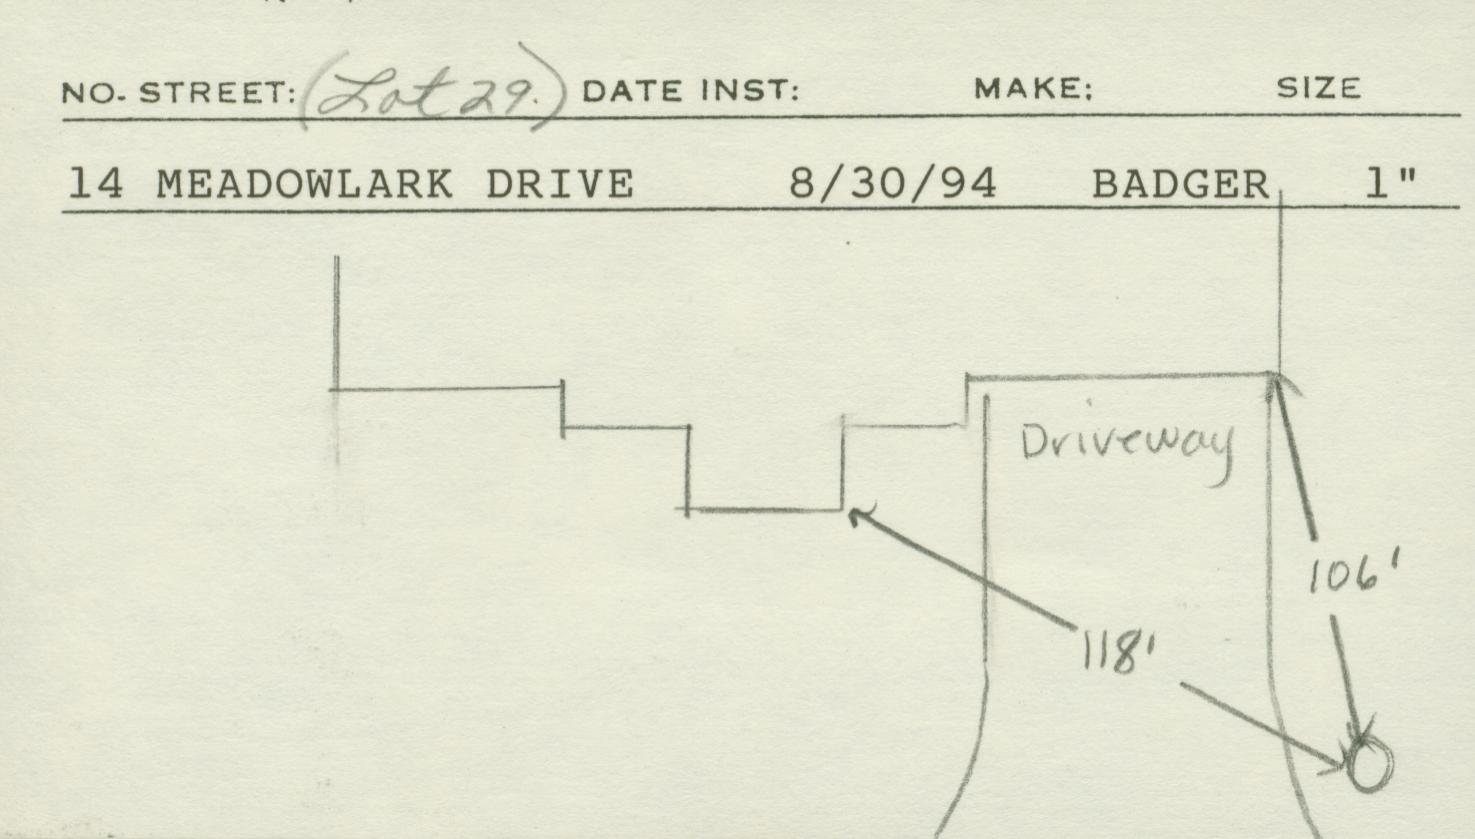 NO. STREET: (Lot 29.) DATE INST: MAKE: SIZE
14 MEADOWLARK DRIVE 8/30/94 BADGER 1"
Driveway
106'
118'